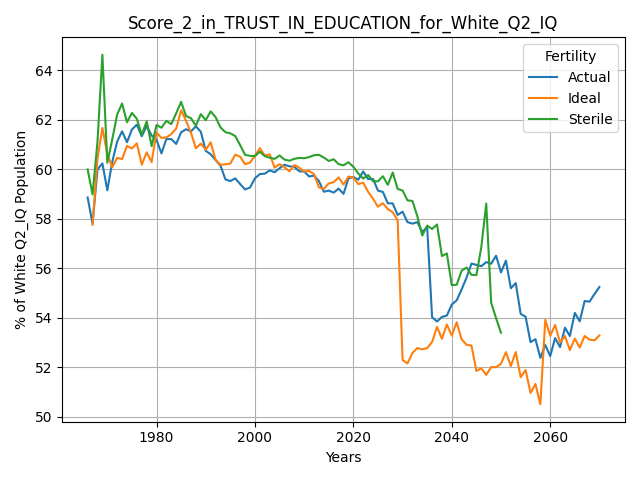 Score_2_in_TRUST_IN_EDUCATION_for_White_Q2_IQ
% of White Q2_IQ Population
64
62
60
58
56
54
52
50
Fertility
Actual
Ideal
Sterile
1980
2000
2020
2040
2060
Years